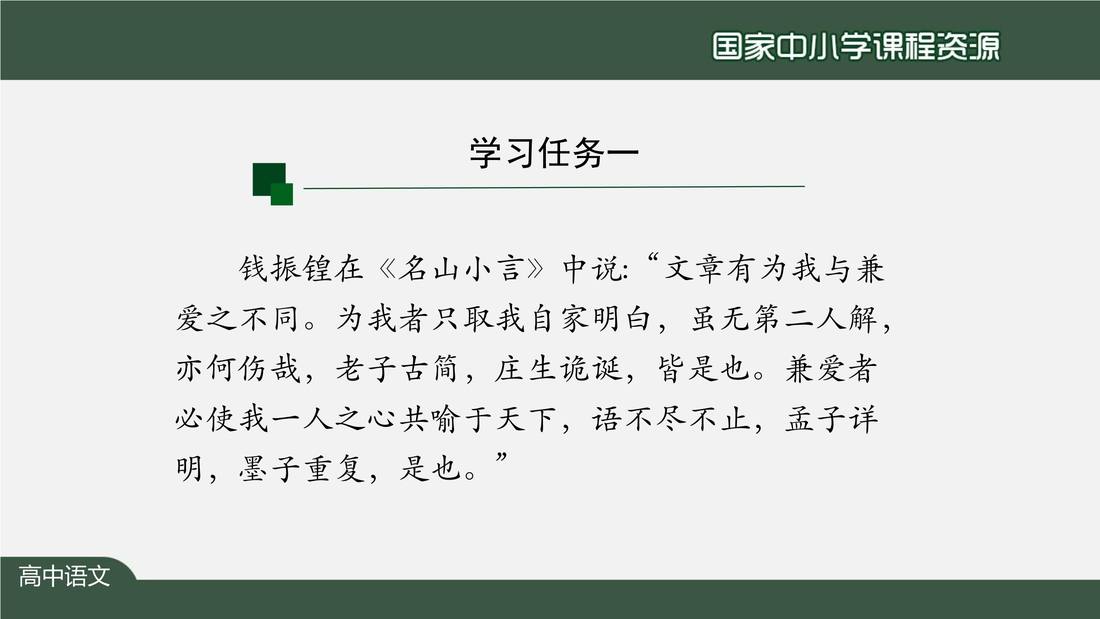 国家中小学课程资源
学习任务一
钱振锽在《名山小言》中说:“文章有为我与兼
爱之不同。为我者只取我自家明白，虽无第二人解，
亦何伤哉，老子古简，庄生诡诞，皆是也。兼爱者
必使我一人之心共喻于天下，语不尽不止，孟子详
明，墨子重复，是也。”
高中语文